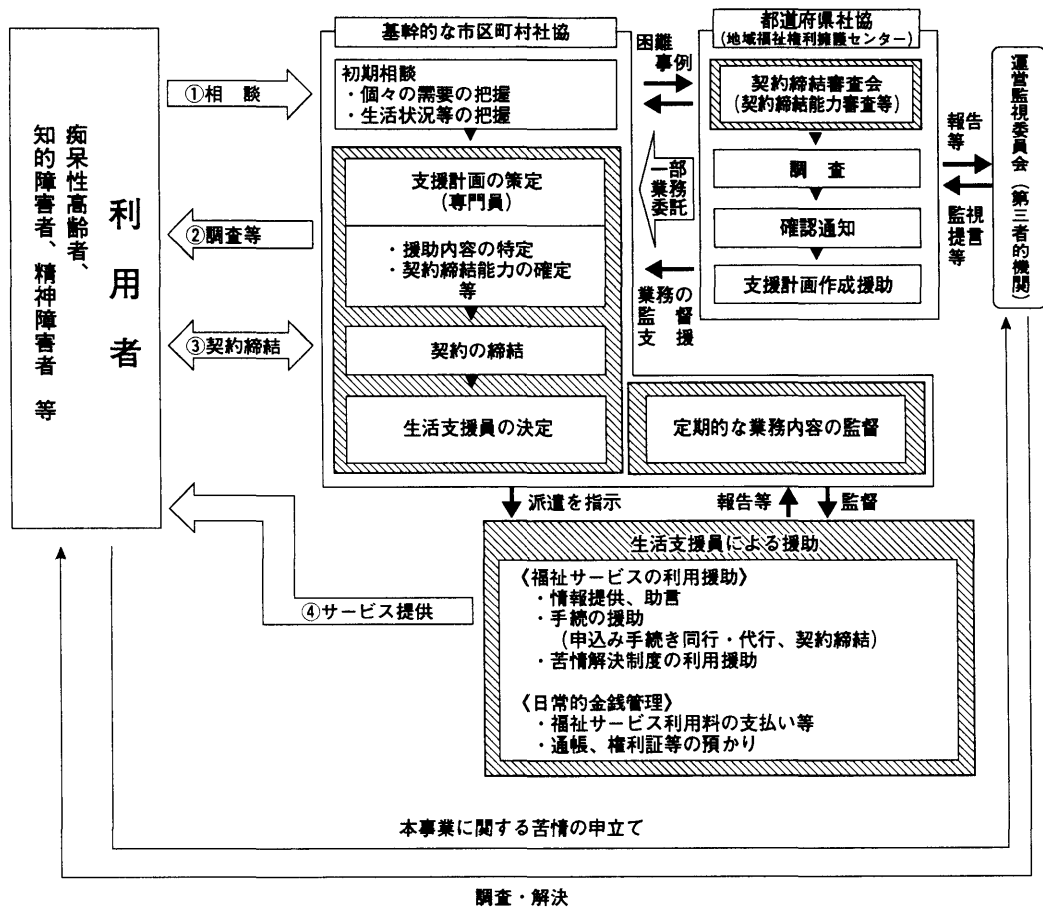 利用者
痴呆性高齢者、
知的障害者、精神障害者 等
①相 談
②調査等
③契約締結
④サービス提供
基幹的な市区町村社協
初期相談
・個々の需要の把握
・生活状況等の把握
支援計画の策定
(専門員)
・援助内容の特定
・契約締結能力の確定
等
契約の締結
生活支援員の決定
定期的な業務内容の監督
困難
事例
一部
業務
委託
業務の
監 督
支 援
都道府県社協
(地域福祉権利擁護センター)
契約締結審査会
(契約締結能力審査等)
調 査
確認通知
支援計画作成援助
報告
等
監視
提言
等
運営監視委員会(第三者的機関)
派遣を指示
報告等
監督
生活支援員による援助
〈福祉サービスの利用援助〉
・情報提供、助言
・手続の援助
(申込み手続き同行・代行、契約締結)
・苦情解決制度の利用援助
〈日常的金銭管理〉
・福祉サービス利用料の支払い等
・通帳、権利証等の預かり
本事業に関する苦情の申立て
調査・解決